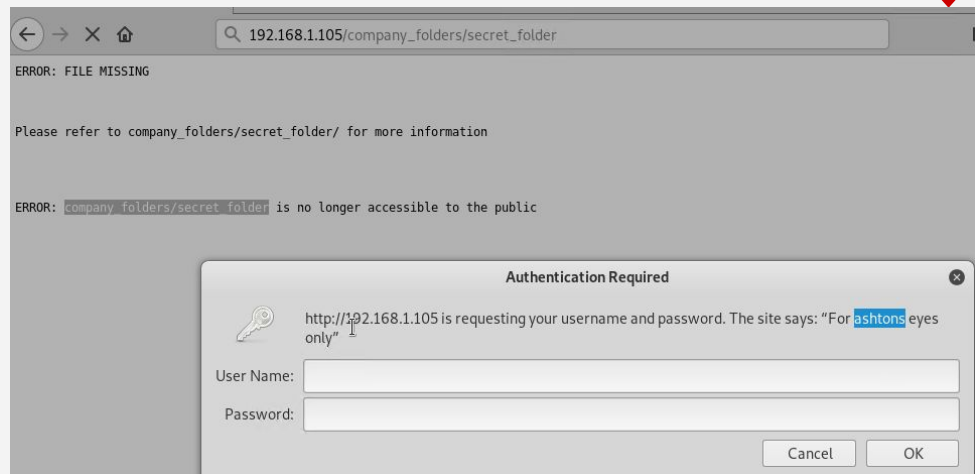 192.168.1.105/company_folders/secret_folder
ERROR: FILE MISSING
Please refer to company_folders/secret_folder/ for more information
ERROR: company_folders/secret_folder is no longer accessible to the public
Authentication Required
http://192.168.1.105 is requesting your username and password. The site says: “For ashtons eyes
only”
User Name:
Password:
Cancel
OK